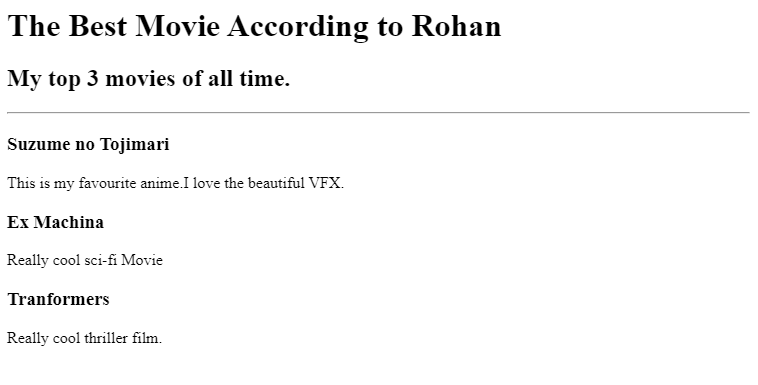 The Best Movie According to Rohan
My top 3 movies of all time.
Suzume no Tojimari
This is my favourite anime.I love the beautiful VFX.
Ex Machina
Really cool sci-fi Movie
Tranformers
Really cool thriller film.